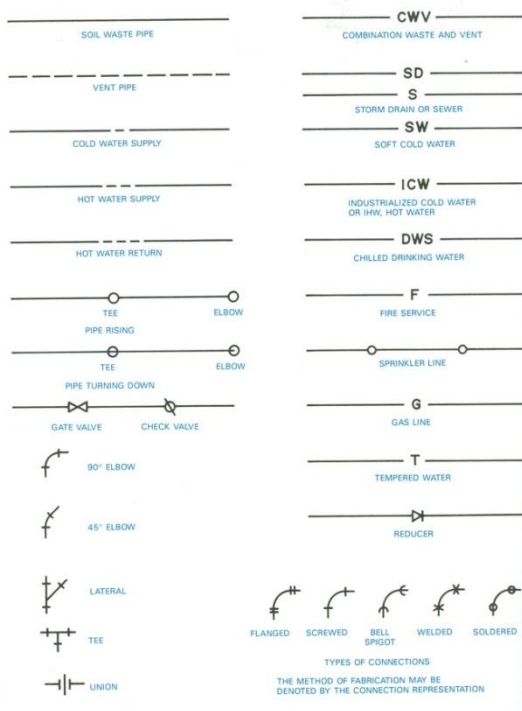 SOIL WASTE PIPE
VENT PIPE
COLD WATER SUPPLY
HOT WATER SUPPLY
HOT WATER RETURN
TEE ELBOW
PIPE RISING
TEE ELBOW
PIPE TURNING DOWN
GATE VALVE CHECK VALVE
90° ELBOW
45° ELBOW
LATERAL
TEE
UNION
CWV
COMBINATION WASTE AND VENT
SD
S
STORM DRAIN OR SEWER
SW
SOFT COLD WATER
ICW
INDUSTRIALIZED COLD WATER
OR IHW, HOT WATER
DWS
CHILLED DRINKING WATER
F
FIRE SERVICE
SPRINKLER LINE
G
GAS LINE
T
TEMPERED WATER
REDUCER
FLANGED SCREWED BELL SPIGOT WELDED SOLDERED
TYPES OF CONNECTIONS
THE METHOD OF FABRICATION MAY BE
DENOTED BY THE CONNECTION REPRESENTATION